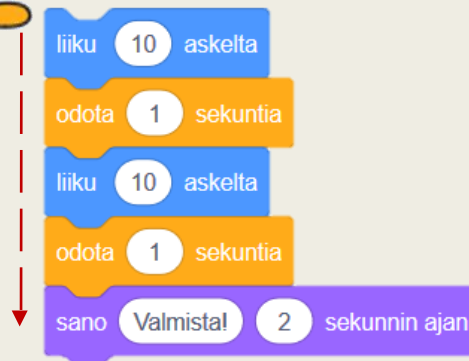 liiku 10 askelta
odota 1 sekuntia
liiku 10 askelta
odota 1 sekuntia
sano Valmista! 2 sekunnin ajan